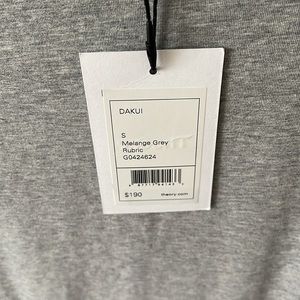 DAKUI
S
Melange Grey
Rubric
G0424624
$190
theory.com